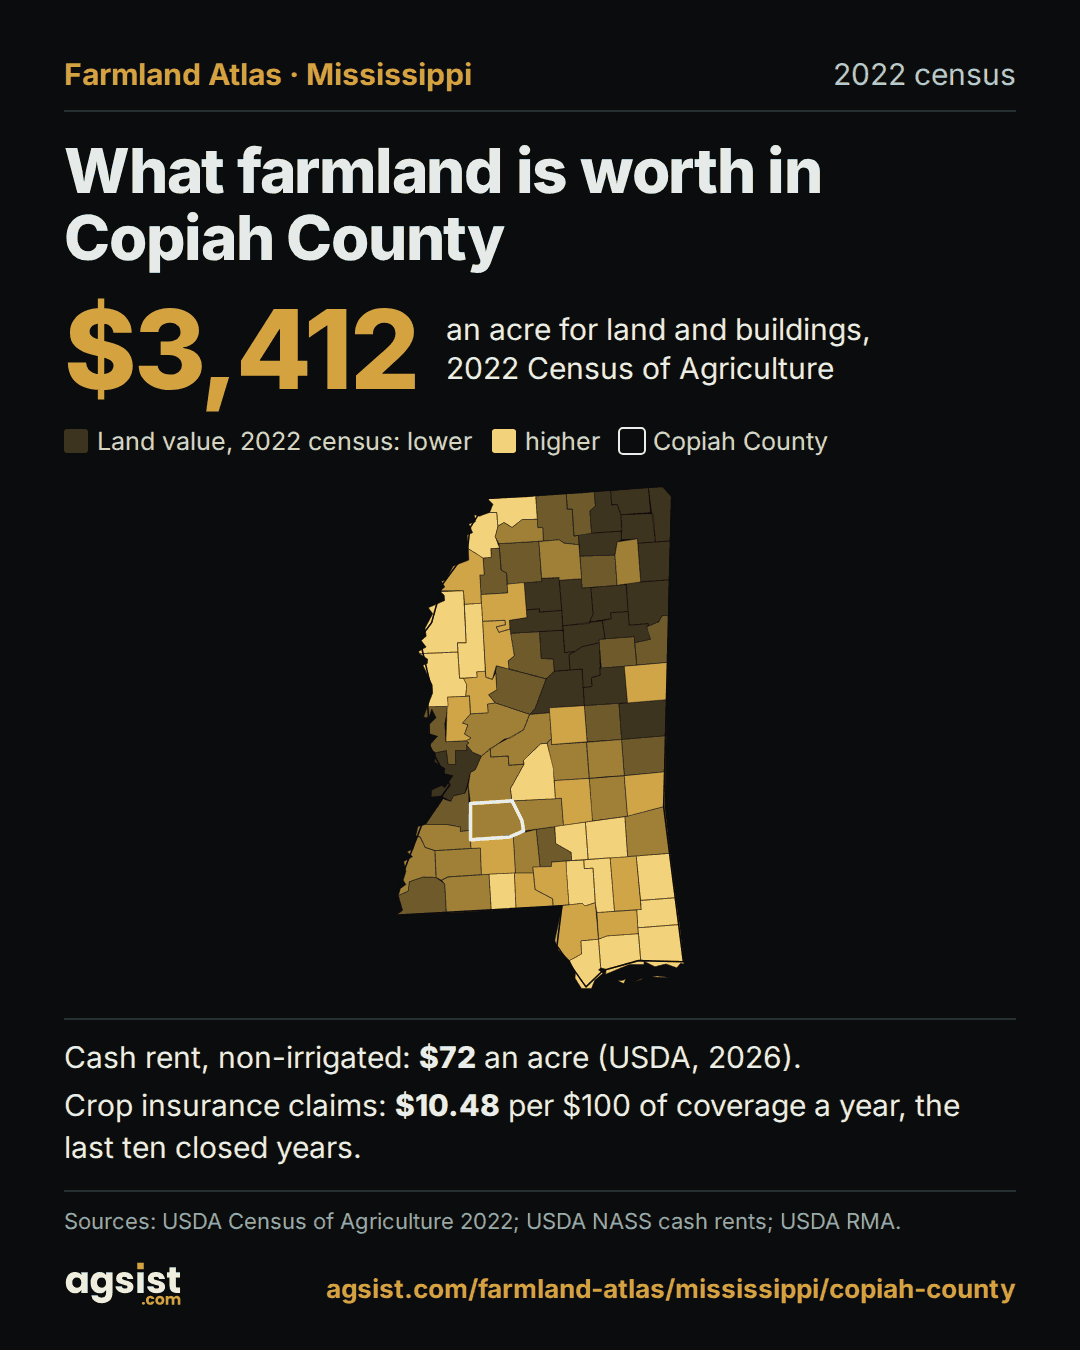 Farmland Atlas · Mississippi
2022 census
What farmland is worth in
Copiah County
$3,412
an acre for land and buildings,
2022 Census of Agriculture
Land value, 2022 census: lower
higher
Copiah County
Cash rent, non-irrigated: $72 an acre (USDA, 2026).
Crop insurance claims: $10.48 per $100 of coverage a year, the
last ten closed years.
Sources: USDA Census of Agriculture 2022; USDA NASS cash rents; USDA RMA.
agsist
.com
agsist.com/farmland-atlas/mississippi/copiah-county